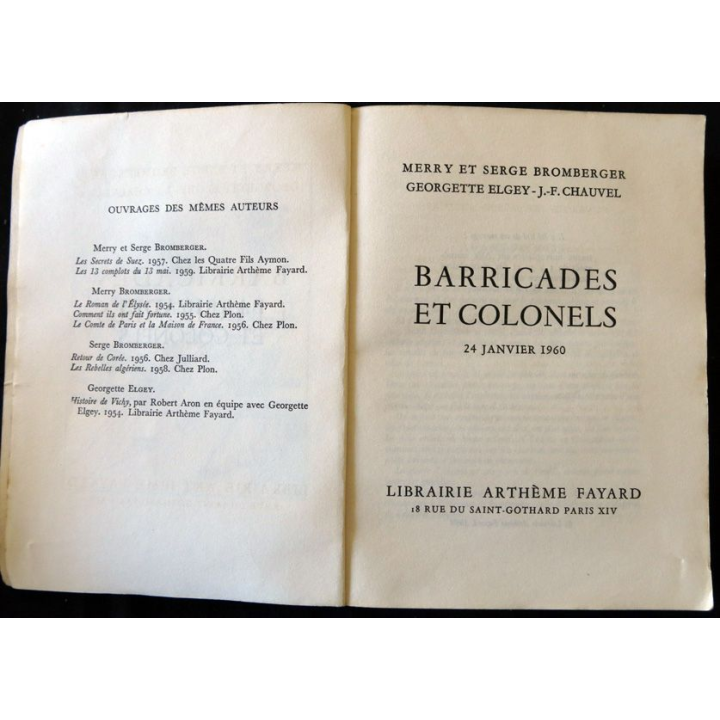 OUVRAGES DES MÊMES AUTEURS
Merry et Serge BROMBERGER.
Les Secrets de Suez. 1957. Chez les Quatre Fils Aymon.
Les 13 complots du 13 mai. 1959. Librairie Arthème Fayard.
Merry BROMBERGER.
Le Roman de l'Élysée. 1954. Librairie Arthème Fayard.
Comment ils ont fait fortune. 1955. Chez Plon.
Le Comte de Paris et la Maison de France. 1956. Chez Plon.
Serge BROMBERGER.
Retour de Corée. 1956. Chez Julliard.
Les Rebelles algériens. 1958. Chez Plon.
Georgette ELGEY.
Histoire de Vichy, par Robert Aron en équipe avec Georgette
Elgey. 1954. Librairie Arthème Fayard.
MERRY ET SERGE BROMBERGER
GEORGETTE ELGEY - J.-F. CHAUVEL
BARRICADES
ET COLONELS
24 JANVIER 1960
LIBRAIRIE ARTHÈME FAYARD
18 RUE DU SAINT-GOTHARD PARIS XIV